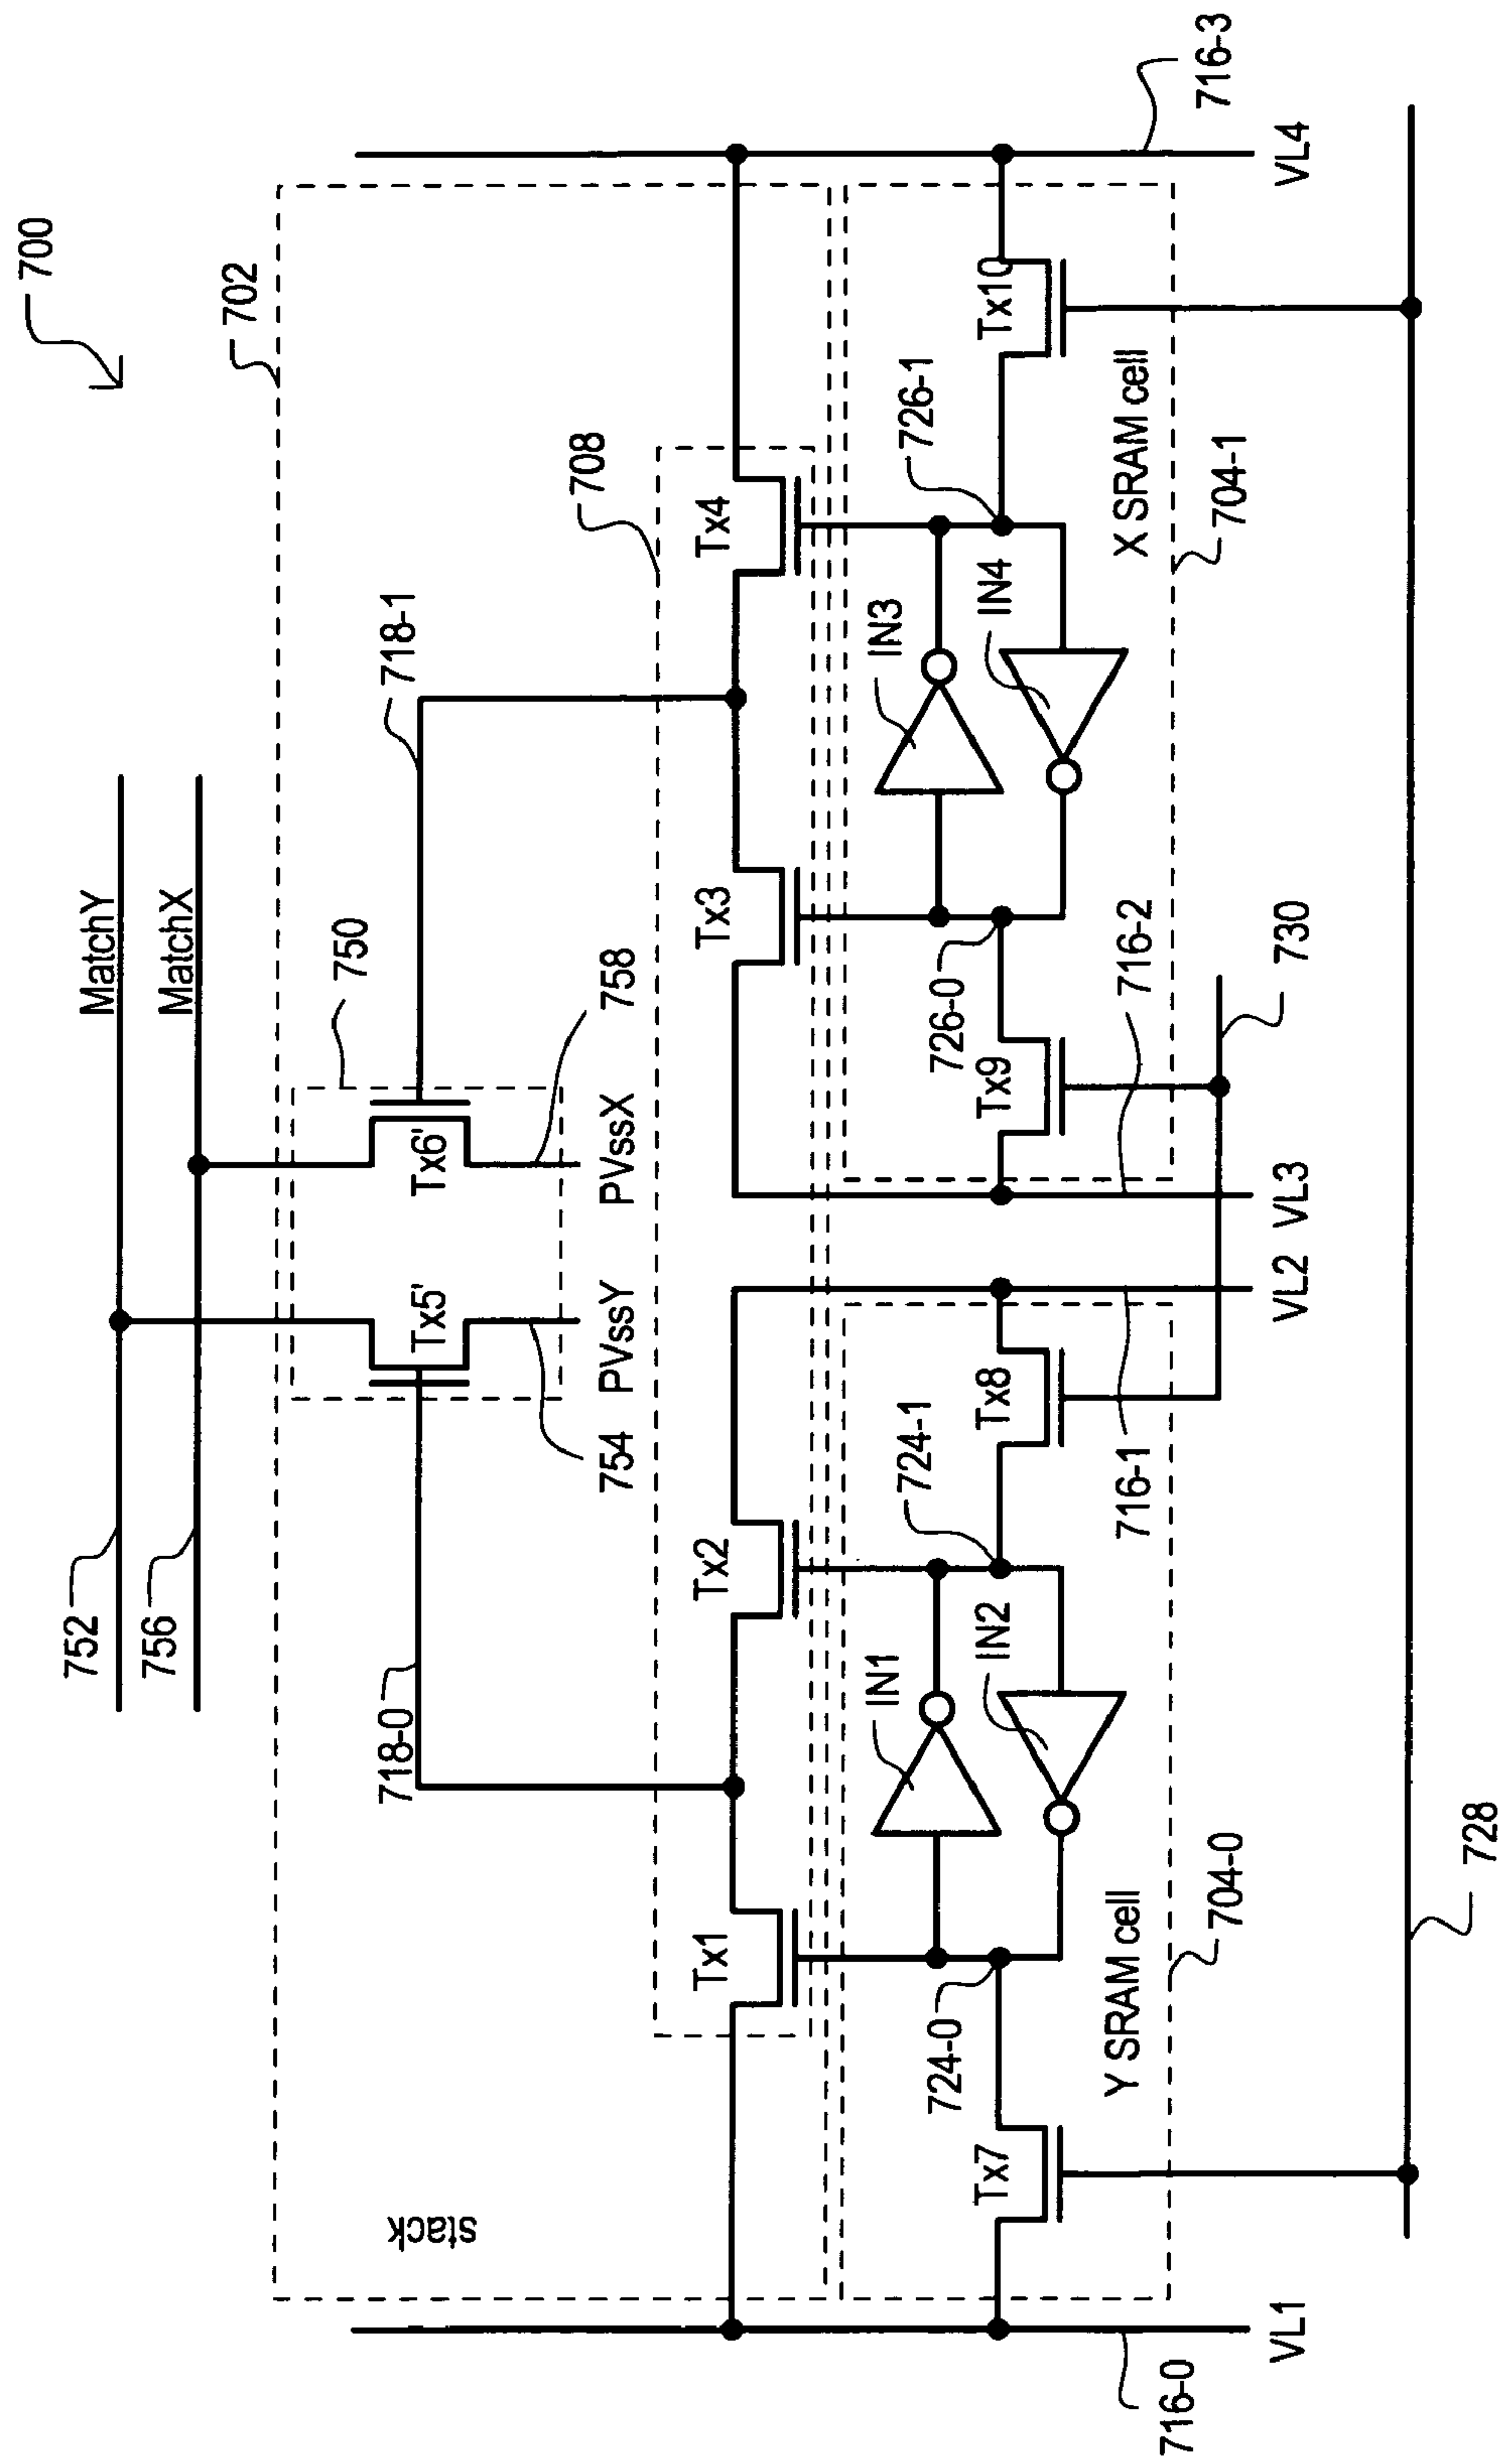 700
702
MatchY
MatchX
752
756
750
718-0
718-1
Tx5'
Tx6'
754
PVssY
PVssX
758
stack
708
Tx1
Tx2
Tx3
Tx4
IN1
IN3
724-0
724-1
726-0
726-1
IN2
IN4
Tx7
Tx8
Tx9
Tx10
Y SRAM cell
X SRAM cell
716-0
704-0
716-1
716-2
704-1
716-3
VL1
VL2
VL3
VL4
730
728